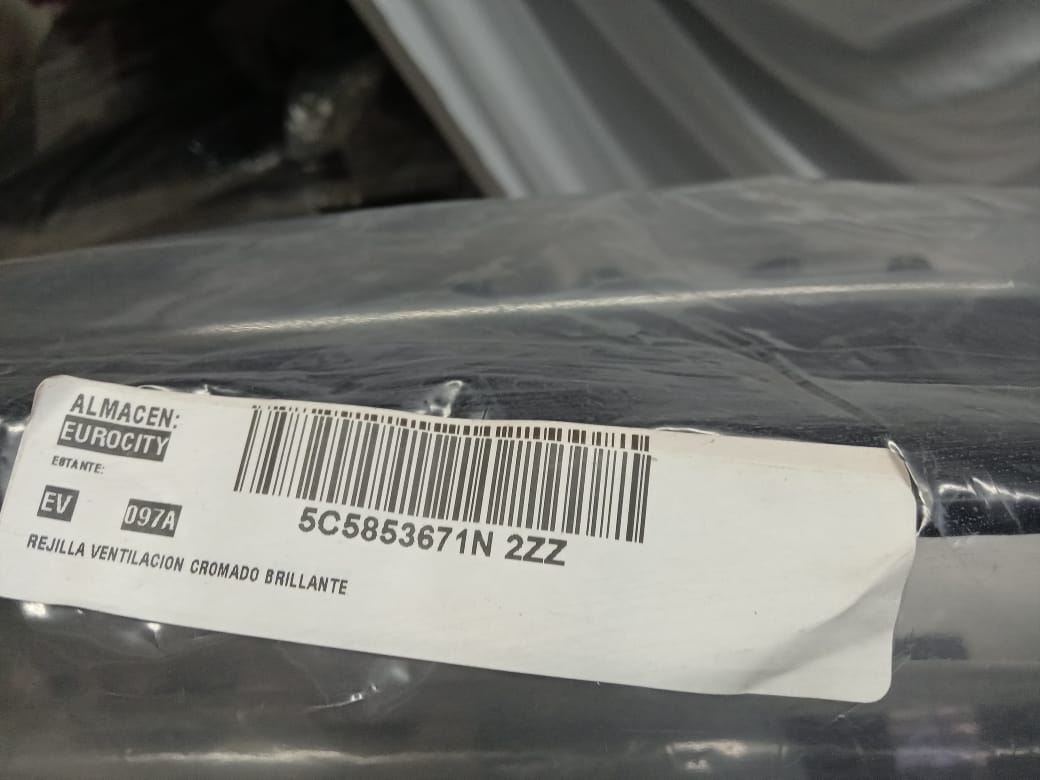 ALMACEN:
EUROCITY
ESTANTE:
EV 097A
5C5853671N 2ZZ
REJILLA VENTILACION CROMADO BRILLANTE